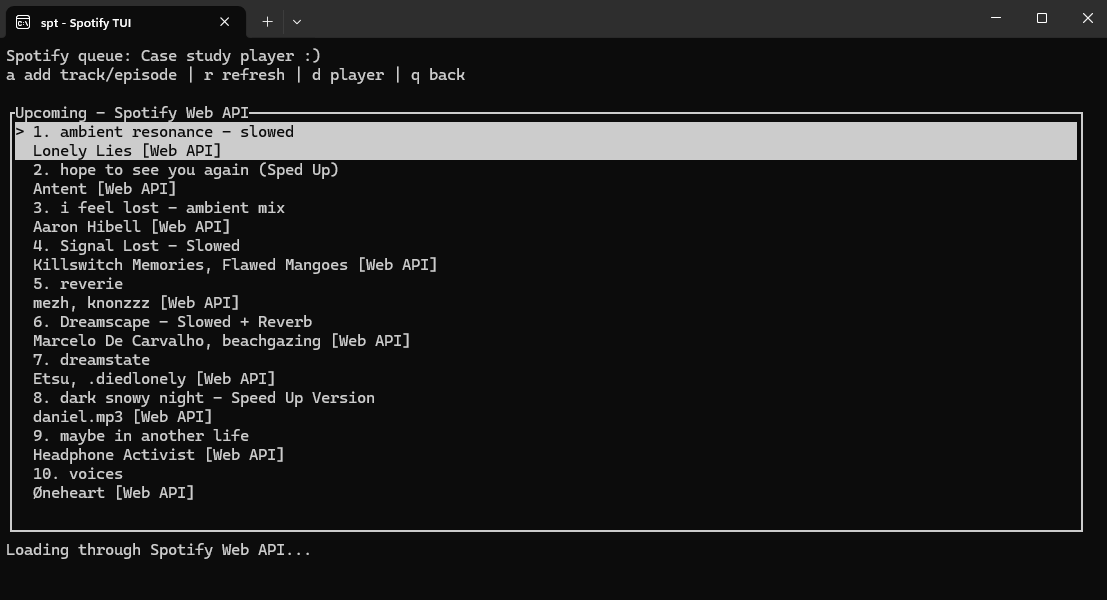 spt - Spotify TUI
Spotify queue: Case study player :)
a add track/episode | r refresh | d player | q back
Upcoming - Spotify Web API
> 1. ambient resonance - slowed
Lonely Lies [Web API]
2. hope to see you again (Sped Up)
Antent [Web API]
3. i feel lost - ambient mix
Aaron Hibell [Web API]
4. Signal Lost - Slowed
Killswitch Memories, Flawed Mangoes [Web API]
5. reverie
mezh, knonzzz [Web API]
6. Dreamscape - Slowed + Reverb
Marcelo De Carvalho, beachgazing [Web API]
7. dreamstate
Etsu, .diedlonely [Web API]
8. dark snowy night - Speed Up Version
daniel.mp3 [Web API]
9. maybe in another life
Headphone Activist [Web API]
10. voices
Øneheart [Web API]
Loading through Spotify Web API...